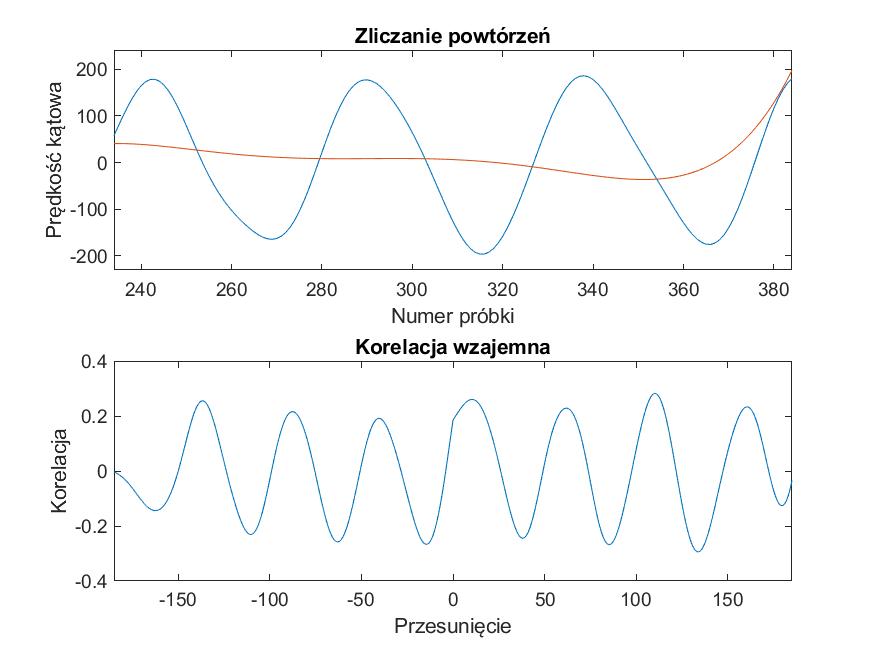 Zliczanie powtórzeń
Prędkość kątowa
200
100
0
-100
-200
240 260 280 300 320 340 360 380
Numer próbki
Korelacja wzajemna
Korelacja
0.4
0.2
0
-0.2
-0.4
-150 -100 -50 0 50 100 150
Przesunięcie